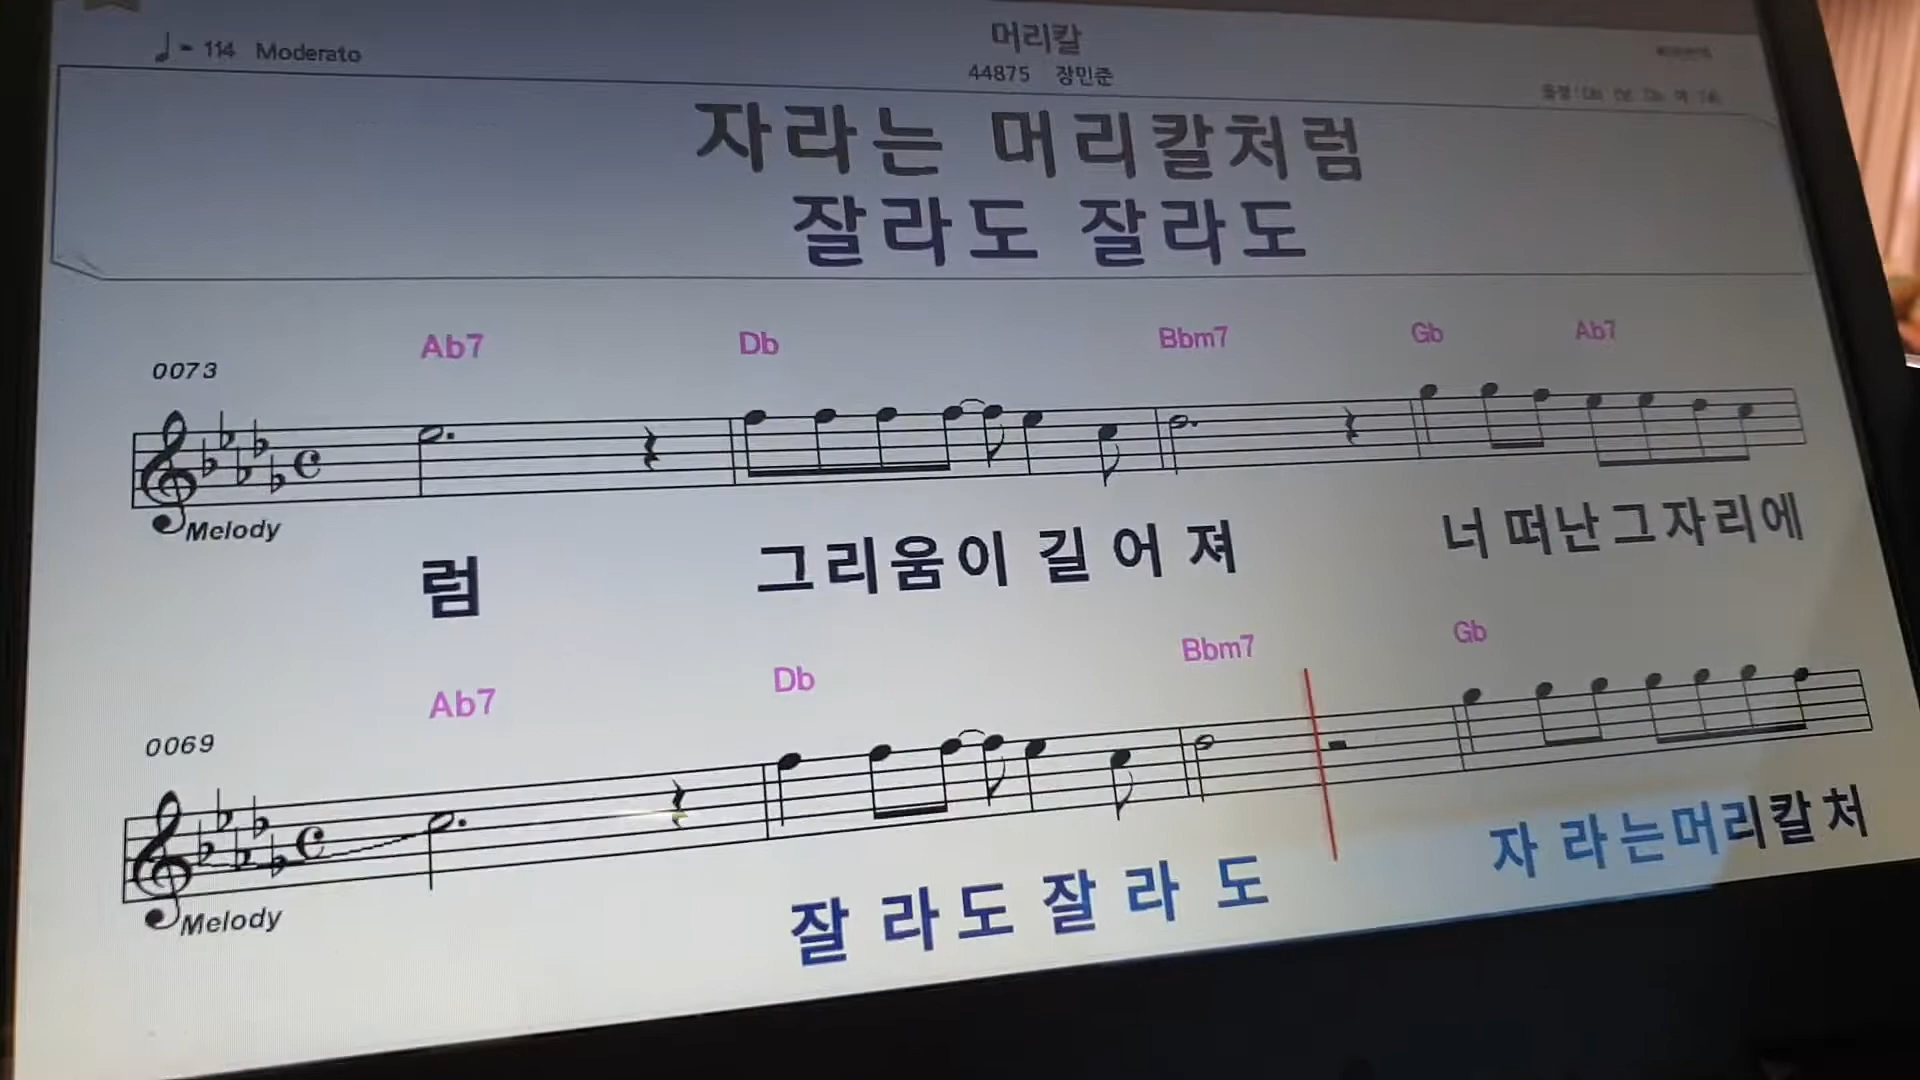 ♩= 114 Moderato
머리칼
44875 장민준
자라는 머리칼처럼
잘라도 잘라도
Ab7 Db Bbm7 Gb Ab7
0073
Melody
럼 그리움이 길어져 너 떠난그자리에
Ab7 Db Bbm7 Gb
0069
Melody
잘라도잘라도 자라는머리칼처